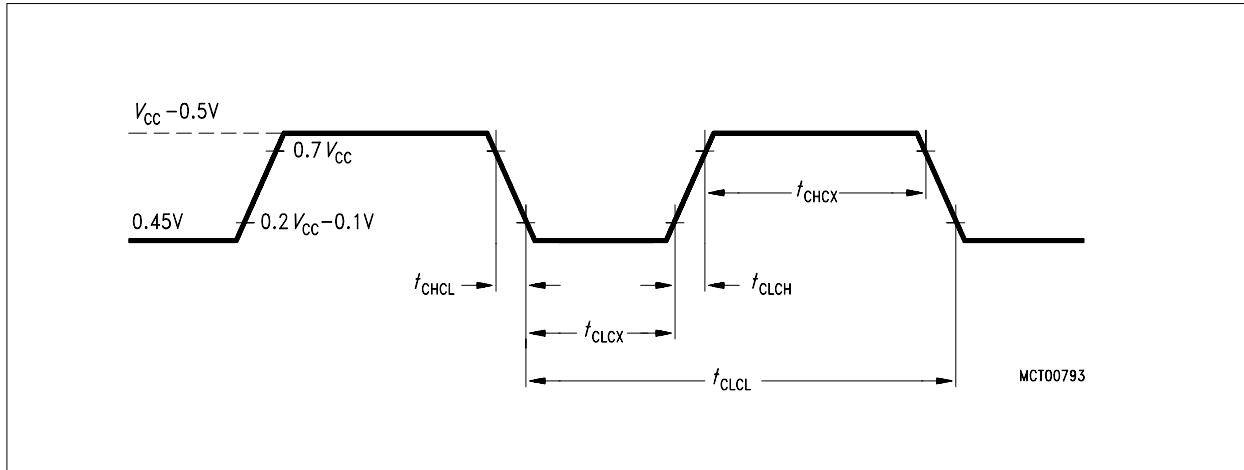 V_CC −0.5V
0.7 V_CC
0.45V
0.2 V_CC −0.1V
t_CHCX
t_CHCL
t_CLCH
t_CLCX
t_CLCL
MCT00793